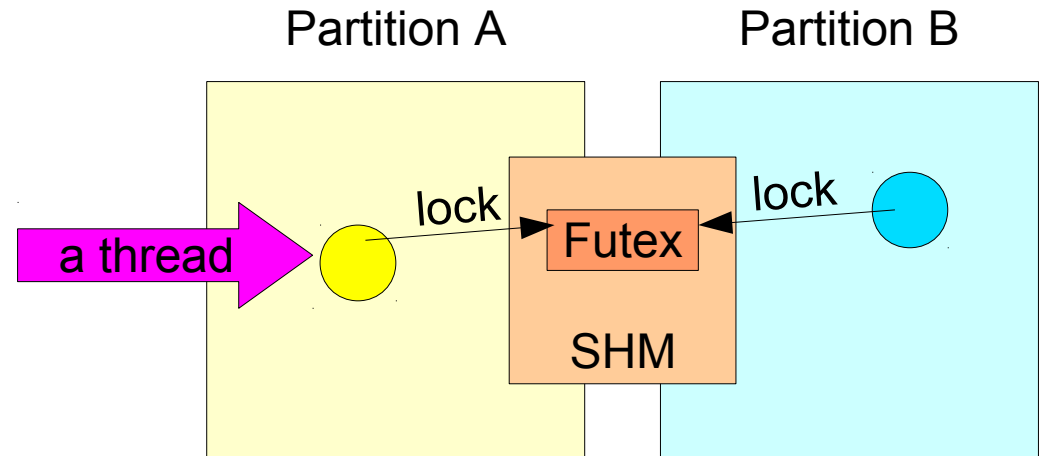 Partition A
Partition B
lock
lock
a thread
Futex
SHM